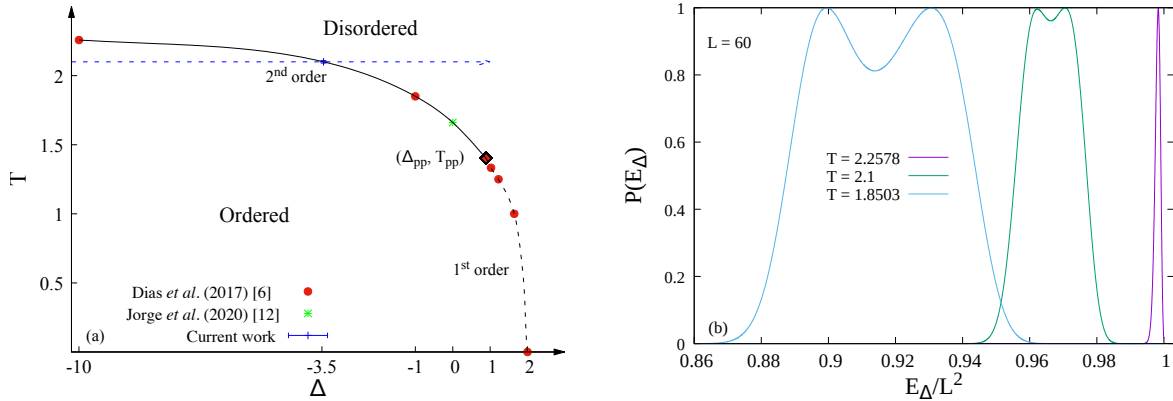 T
2
1.5
1
0.5
Disordered
2nd order
(Δpp, Tpp)
Ordered
1st order
Dias et al. (2017) [6]
Jorge et al. (2020) [12]
Current work
(a)
-10
-3.5
-1
0
1
2
Δ
P(E_Δ)
1
0.8
0.6
0.4
0.2
0
L = 60
T = 2.2578
T = 2.1
T = 1.8503
(b)
0.86
0.88
0.9
0.92
0.94
0.96
0.98
1
E_Δ/L²